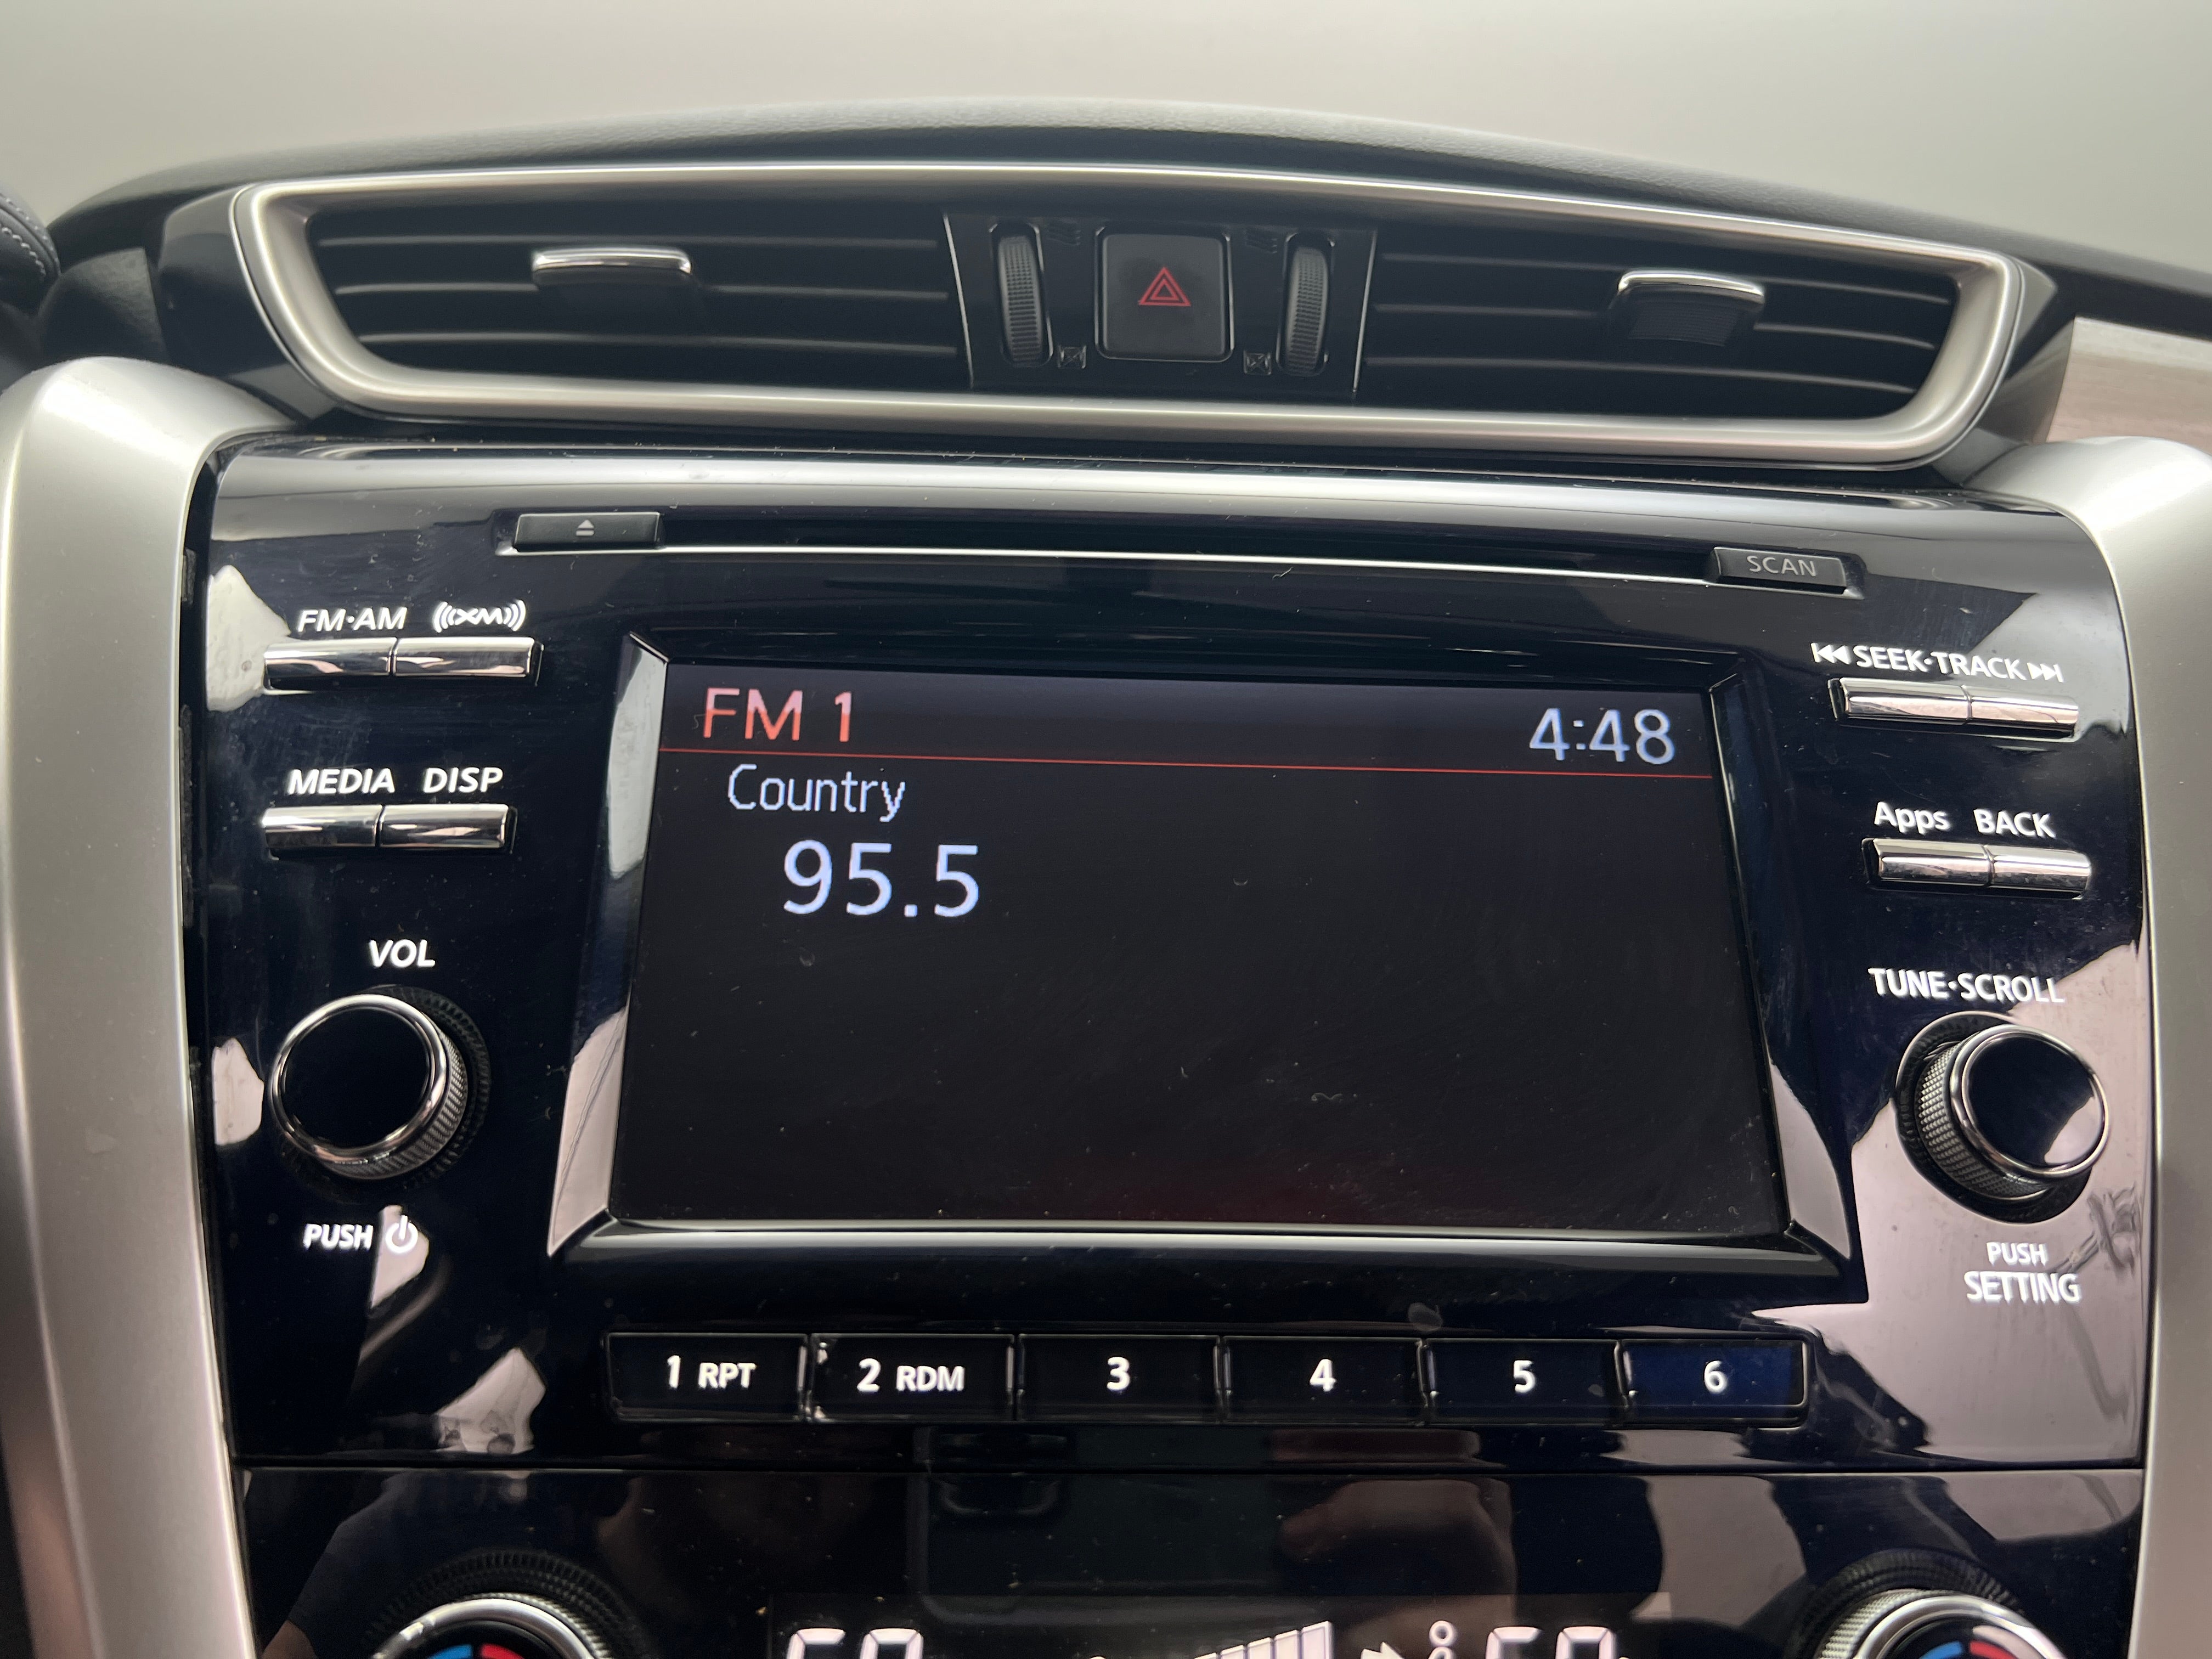 SCAN
FM·AM XM
SEEK·TRACK
FM 1 4:48
MEDIA DISP
Country
Apps BACK
95.5
VOL
TUNE·SCROLL
PUSH
PUSH
SETTING
1 RPT 2 RDM 3 4 5 6